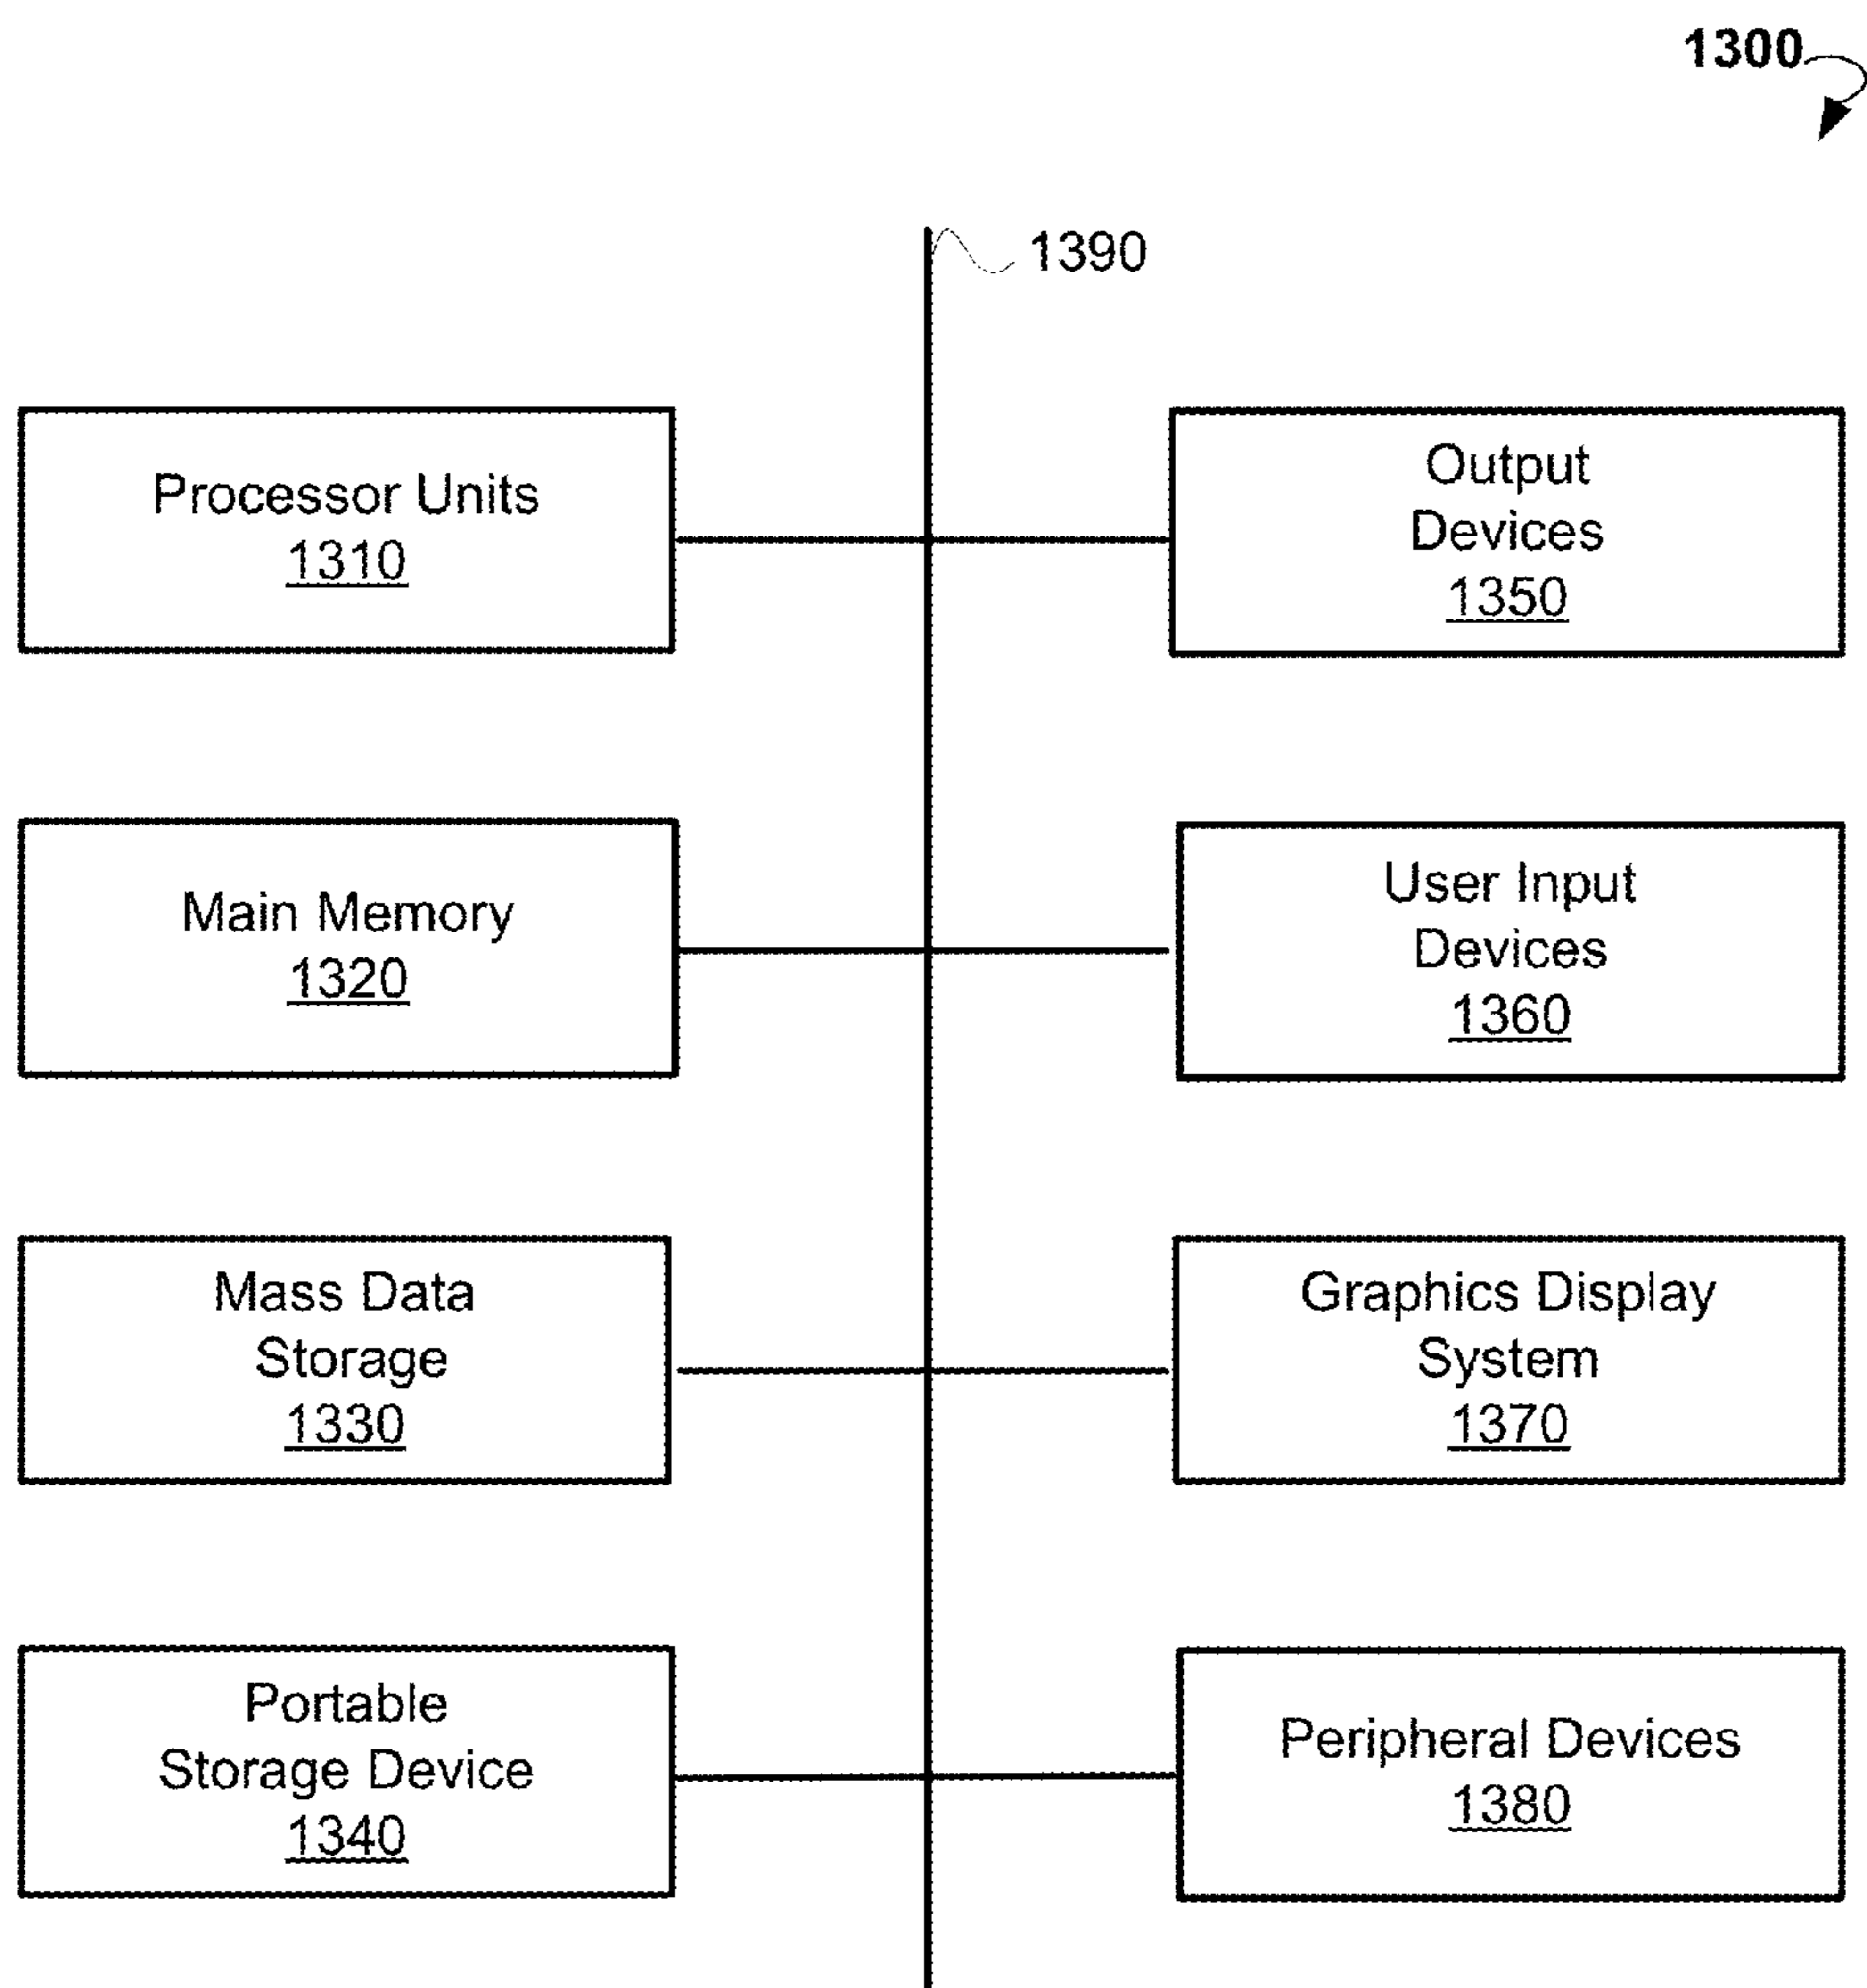 1300
1390
Processor Units
1310
Output
Devices
1350
Main Memory
1320
User Input
Devices
1360
Mass Data
Storage
1330
Graphics Display
System
1370
Portable
Storage Device
1340
Peripheral Devices
1380